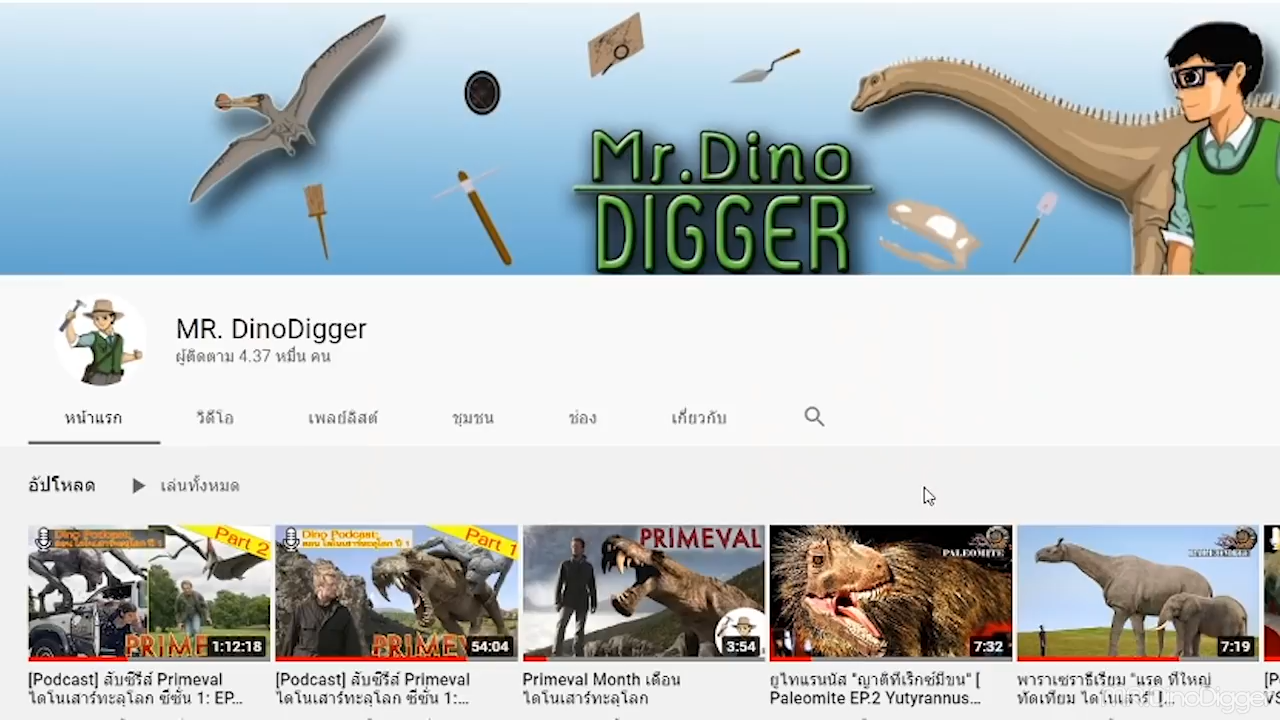 Mr.Dino
DIGGER
MR. DinoDigger
ผู้ติดตาม 4.37 หมื่น คน
หน้าแรก วิดีโอ เพลย์ลิสต์ ชุมชน ช่อง เกี่ยวกับ
อัปโหลด เล่นทั้งหมด
Dino Podcast: Part 2
1:12:18
Dino Podcast: Part 1
54:04
PRIMEVAL
3:54
PALEOMITE
7:32
PALEOMITE
7:19
[Podcast] สับซีรีส์ Primeval
ไดโนเสาร์ทะลุโลก ซีซั่น 1: EP...
[Podcast] สับซีรีส์ Primeval
ไดโนเสาร์ทะลุโลก ซีซั่น 1:...
Primeval Month เดือน
ไดโนเสาร์ทะลุโลก
ยูไทแรนนัส "ญาติทีเร็กซ์มีขน" [
Paleomite EP.2 Yutyrannus...
พาราเซราธีเรียม "แรด ที่ใหญ่
ทัดเทียม ไดโนเสาร์"